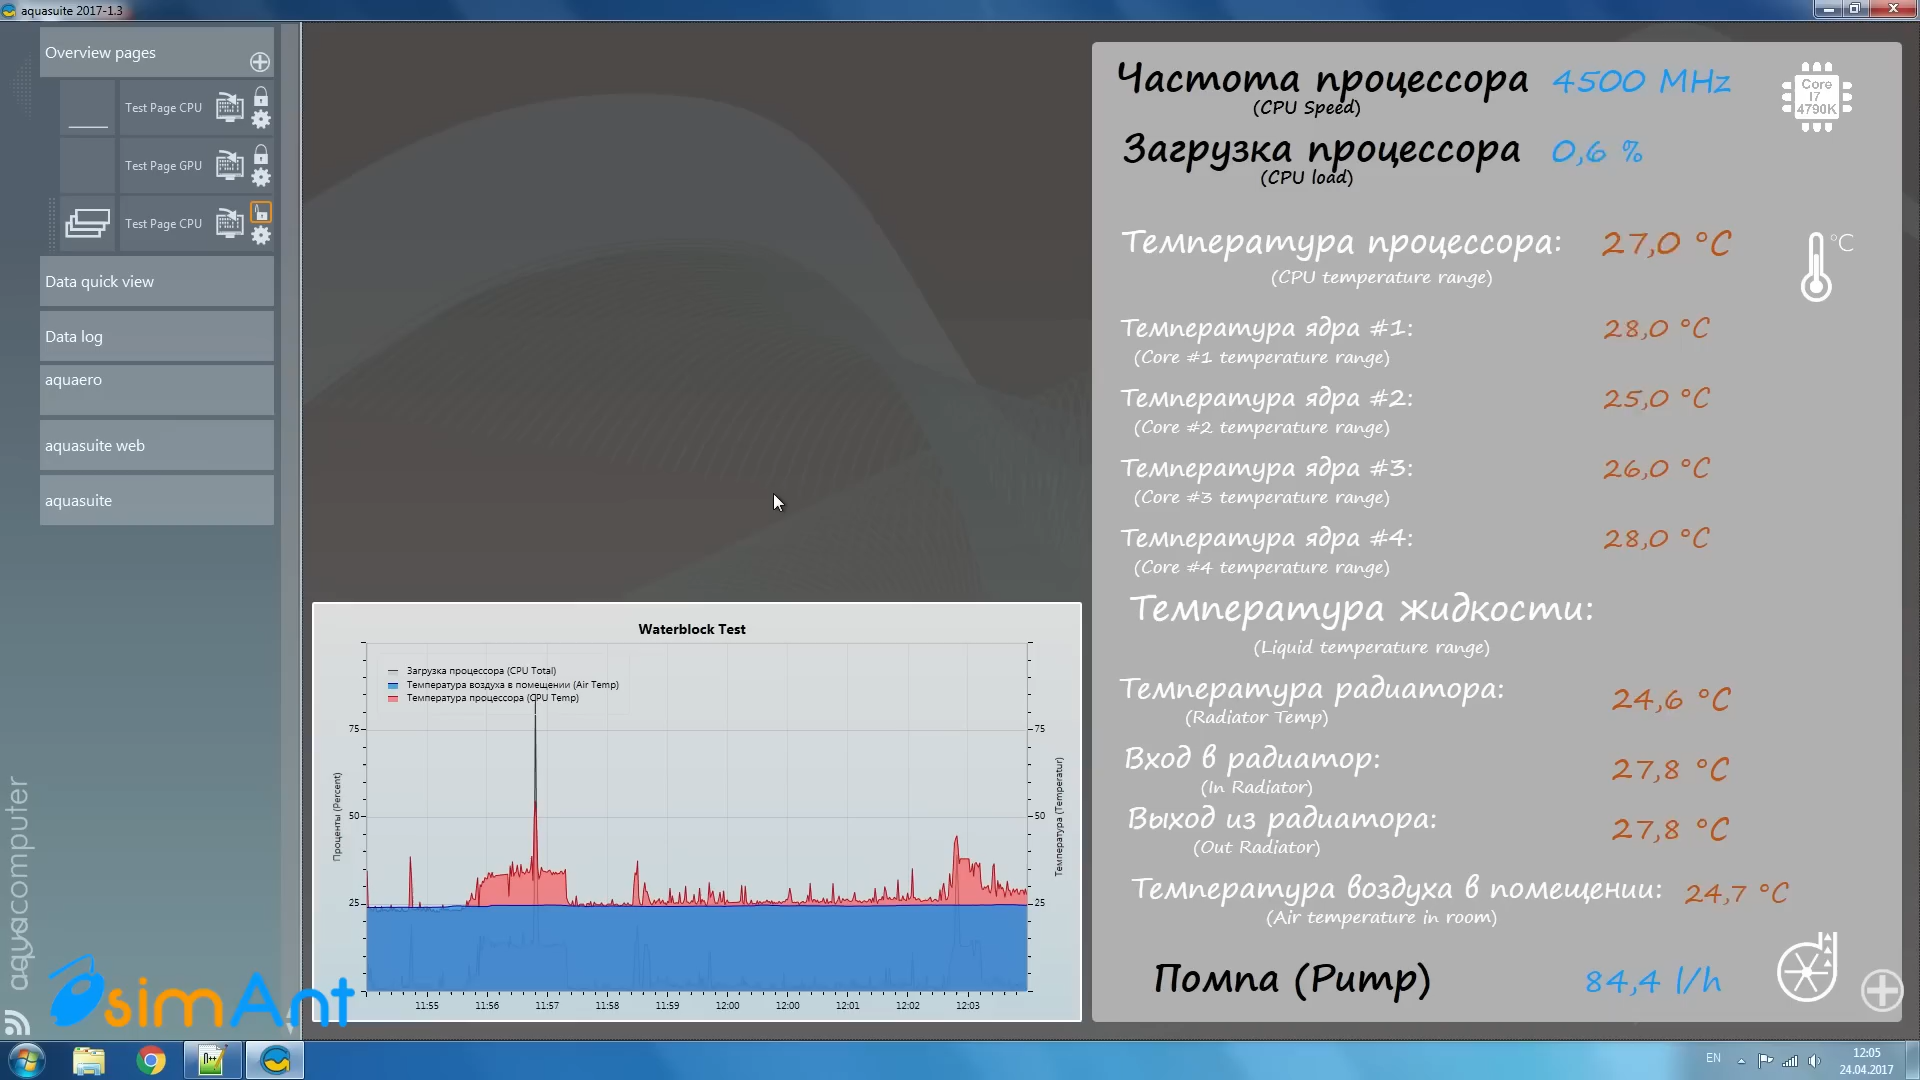 aquasuite 2017-1.3
Overview pages
Test Page CPU
Test Page GPU
Test Page CPU
Data quick view
Data log
aquaero
aquasuite web
aquasuite
aquacomputer
Частота процессора 4500 MHz
(CPU Speed)
Core
I7
4790K
Загрузка процессора 0,6 %
(CPU load)
Температура процессора: 27,0 °C
°C
(CPU temperature range)
Температура ядра #1: 28,0 °C
(Core #1 temperature range)
Температура ядра #2: 25,0 °C
(Core #2 temperature range)
Температура ядра #3: 26,0 °C
(Core #3 temperature range)
Температура ядра #4: 28,0 °C
(Core #4 temperature range)
Температура жидкости:
(Liquid temperature range)
Температура радиатора: 24,6 °C
(Radiator Temp)
Вход в радиатор: 27,8 °C
(In Radiator)
Выход из радиатора: 27,8 °C
(Out Radiator)
Температура воздуха в помещении: 24,7 °C
(Air temperature in room)
Помпа (Pump) 84,4 l/h
Waterblock Test
Загрузка процессора (CPU Total)
Температура воздуха в помещении (Air Temp)
Температура процессора (CPU Temp)
75 75
50 50
25 25
Проценты (Percent)
Температура (Temperatur)
11:55 11:56 11:57 11:58 11:59 12:00 12:00 12:01 12:02 12:03
asimAnt
EN
12:05
24.04.2017